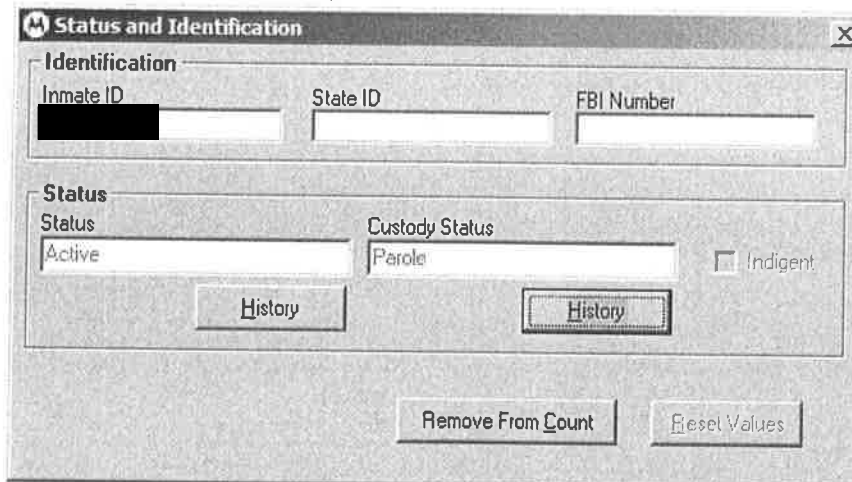 Status and Identification
Identification
Inmate ID State ID FBI Number
Status
Status Custody Status
Active Parole Indigent
History History
Remove From Count Reset Values